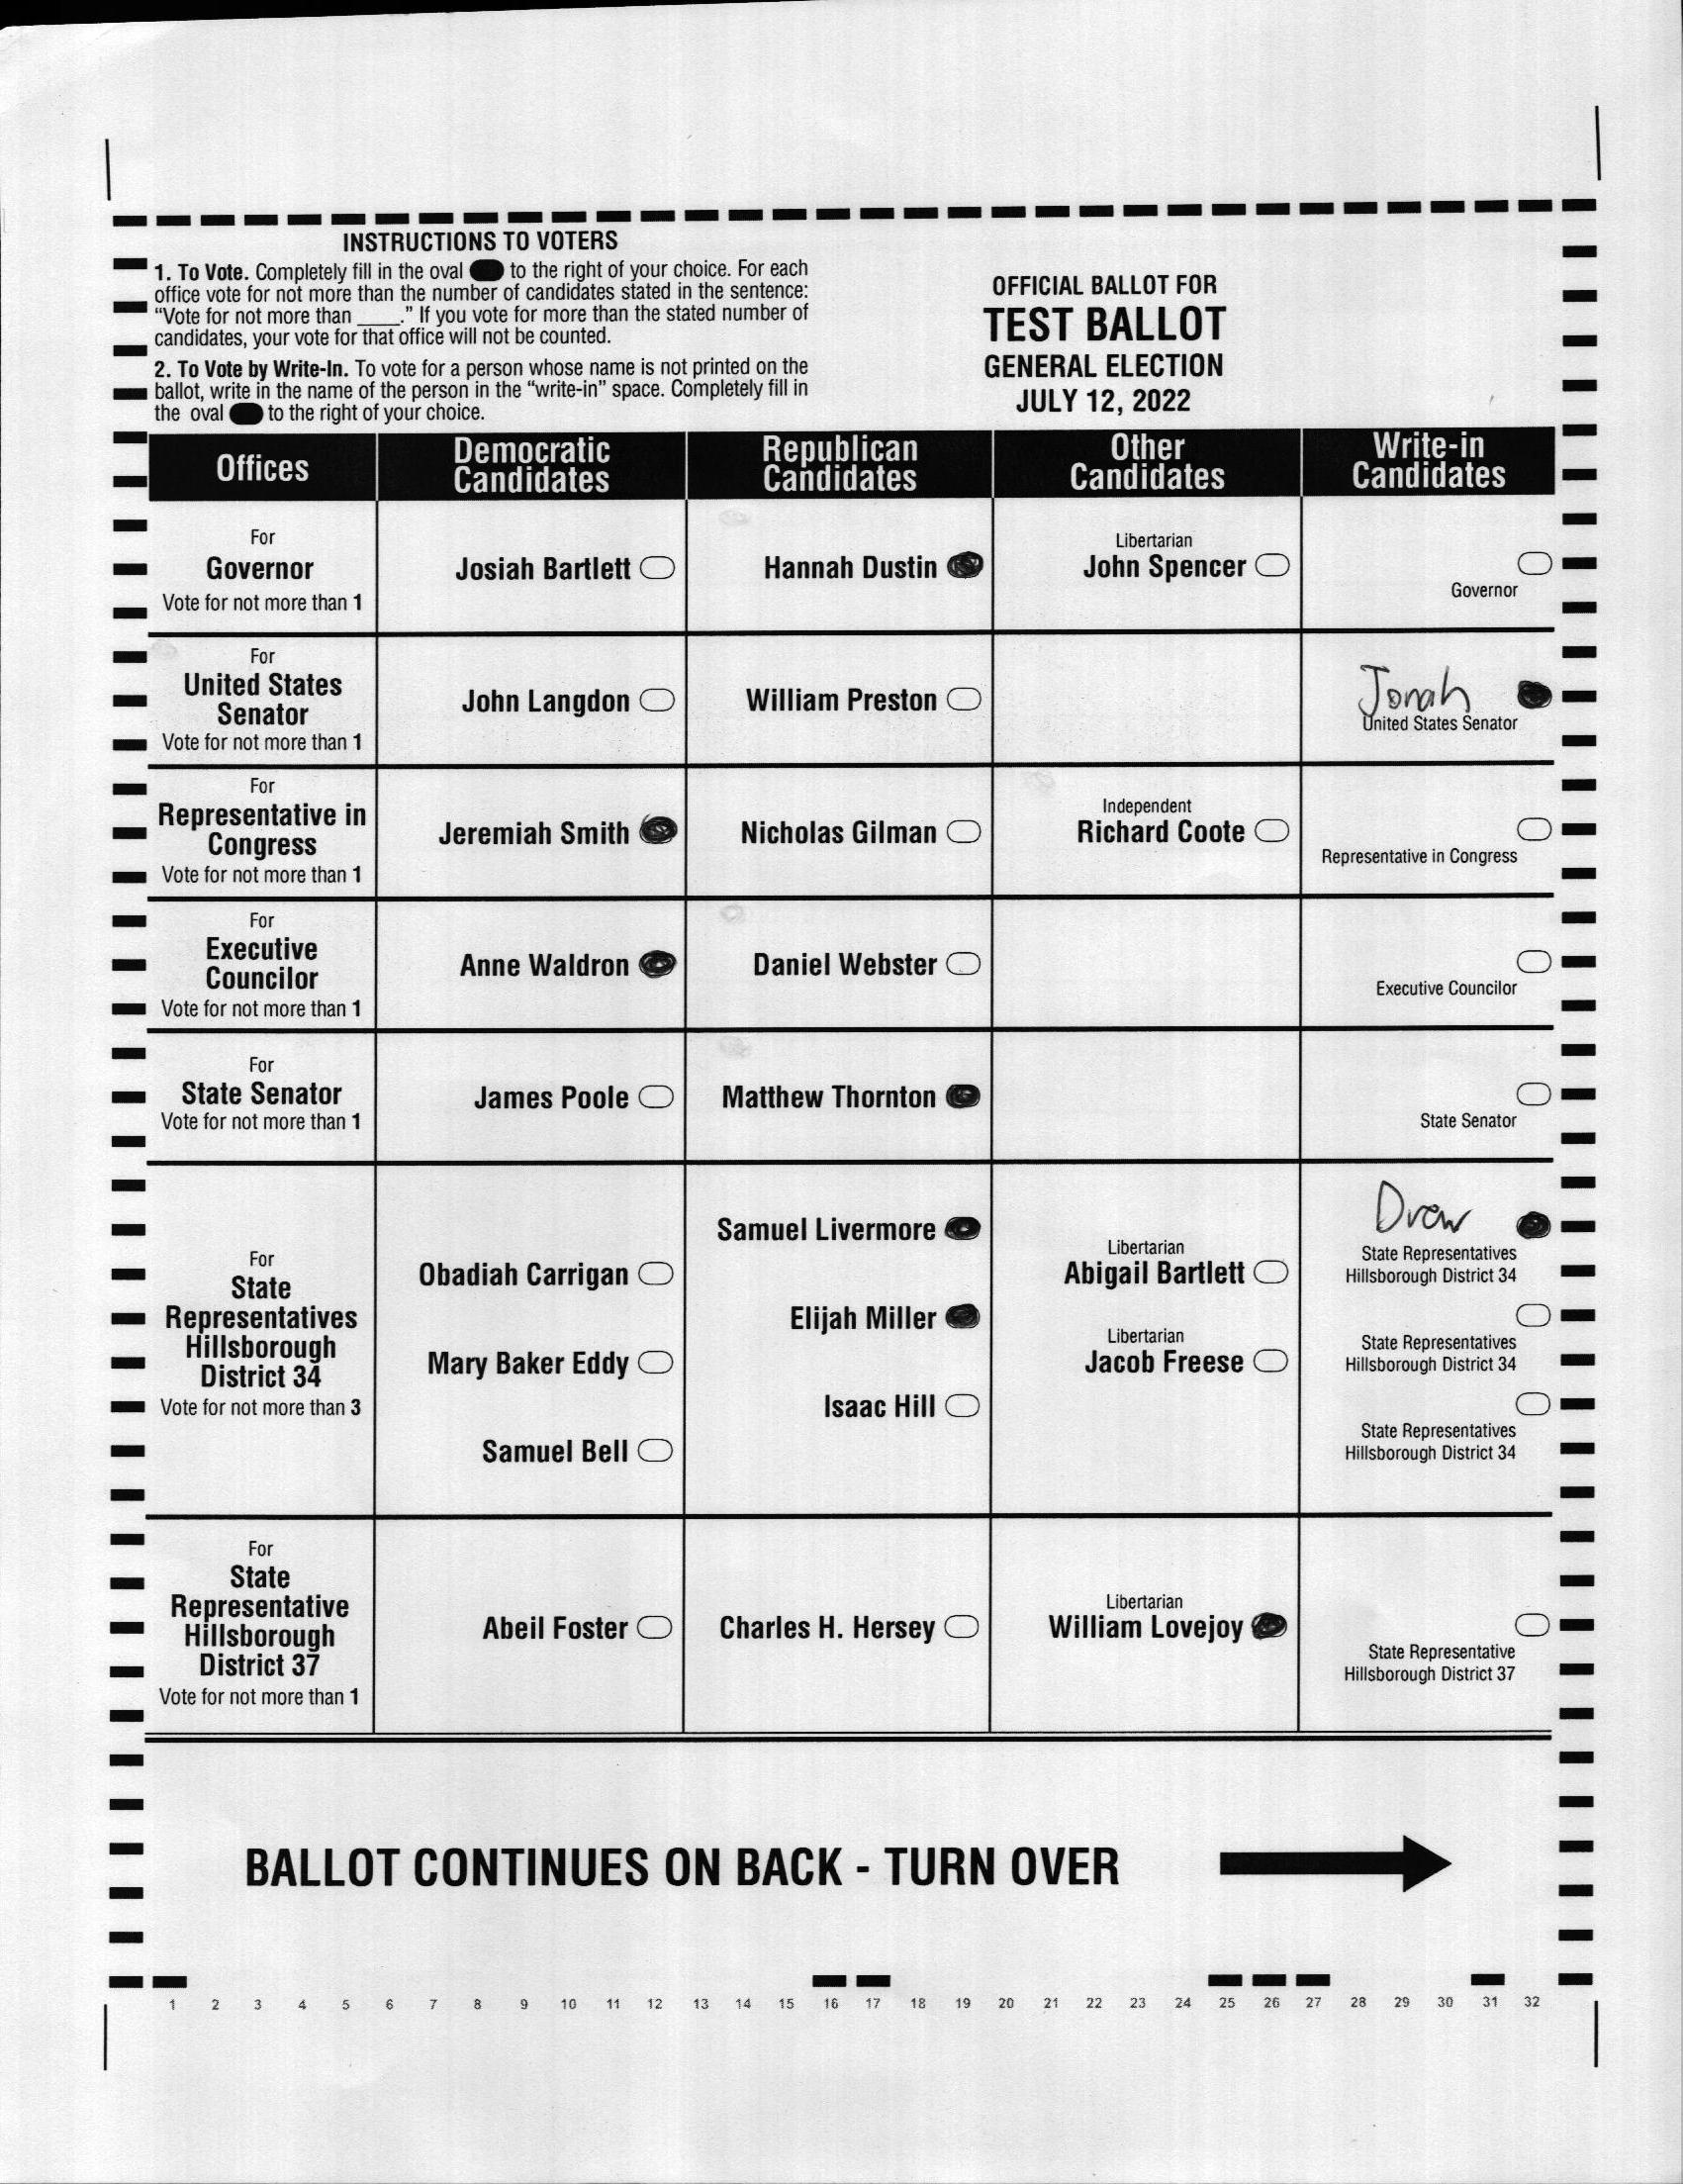 INSTRUCTIONS TO VOTERS
1. To Vote. Completely fill in the oval to the right of your choice. For each
office vote for not more than the number of candidates stated in the sentence:
“Vote for not more than ____.” If you vote for more than the stated number of
candidates, your vote for that office will not be counted.
2. To Vote by Write-In. To vote for a person whose name is not printed on the
ballot, write in the name of the person in the “write-in” space. Completely fill in
the oval to the right of your choice.
OFFICIAL BALLOT FOR
TEST BALLOT
GENERAL ELECTION
JULY 12, 2022
Offices
Democratic
Candidates
Republican
Candidates
Other
Candidates
Write-in
Candidates
For
Governor
Vote for not more than 1
Josiah Bartlett
Hannah Dustin
Libertarian
John Spencer
Governor
For
United States
Senator
Vote for not more than 1
John Langdon
William Preston
Jonah
United States Senator
For
Representative in
Congress
Vote for not more than 1
Jeremiah Smith
Nicholas Gilman
Independent
Richard Coote
Representative in Congress
For
Executive
Councilor
Vote for not more than 1
Anne Waldron
Daniel Webster
Executive Councilor
For
State Senator
Vote for not more than 1
James Poole
Matthew Thornton
State Senator
For
State
Representatives
Hillsborough
District 34
Vote for not more than 3
Obadiah Carrigan
Mary Baker Eddy
Samuel Bell
Samuel Livermore
Elijah Miller
Isaac Hill
Libertarian
Abigail Bartlett
Libertarian
Jacob Freese
Drew
State Representatives
Hillsborough District 34
State Representatives
Hillsborough District 34
State Representatives
Hillsborough District 34
For
State
Representative
Hillsborough
District 37
Vote for not more than 1
Abeil Foster
Charles H. Hersey
Libertarian
William Lovejoy
State Representative
Hillsborough District 37
BALLOT CONTINUES ON BACK - TURN OVER
1 2 3 4 5 6 7 8 9 10 11 12 13 14 15 16 17 18 19 20 21 22 23 24 25 26 27 28 29 30 31 32